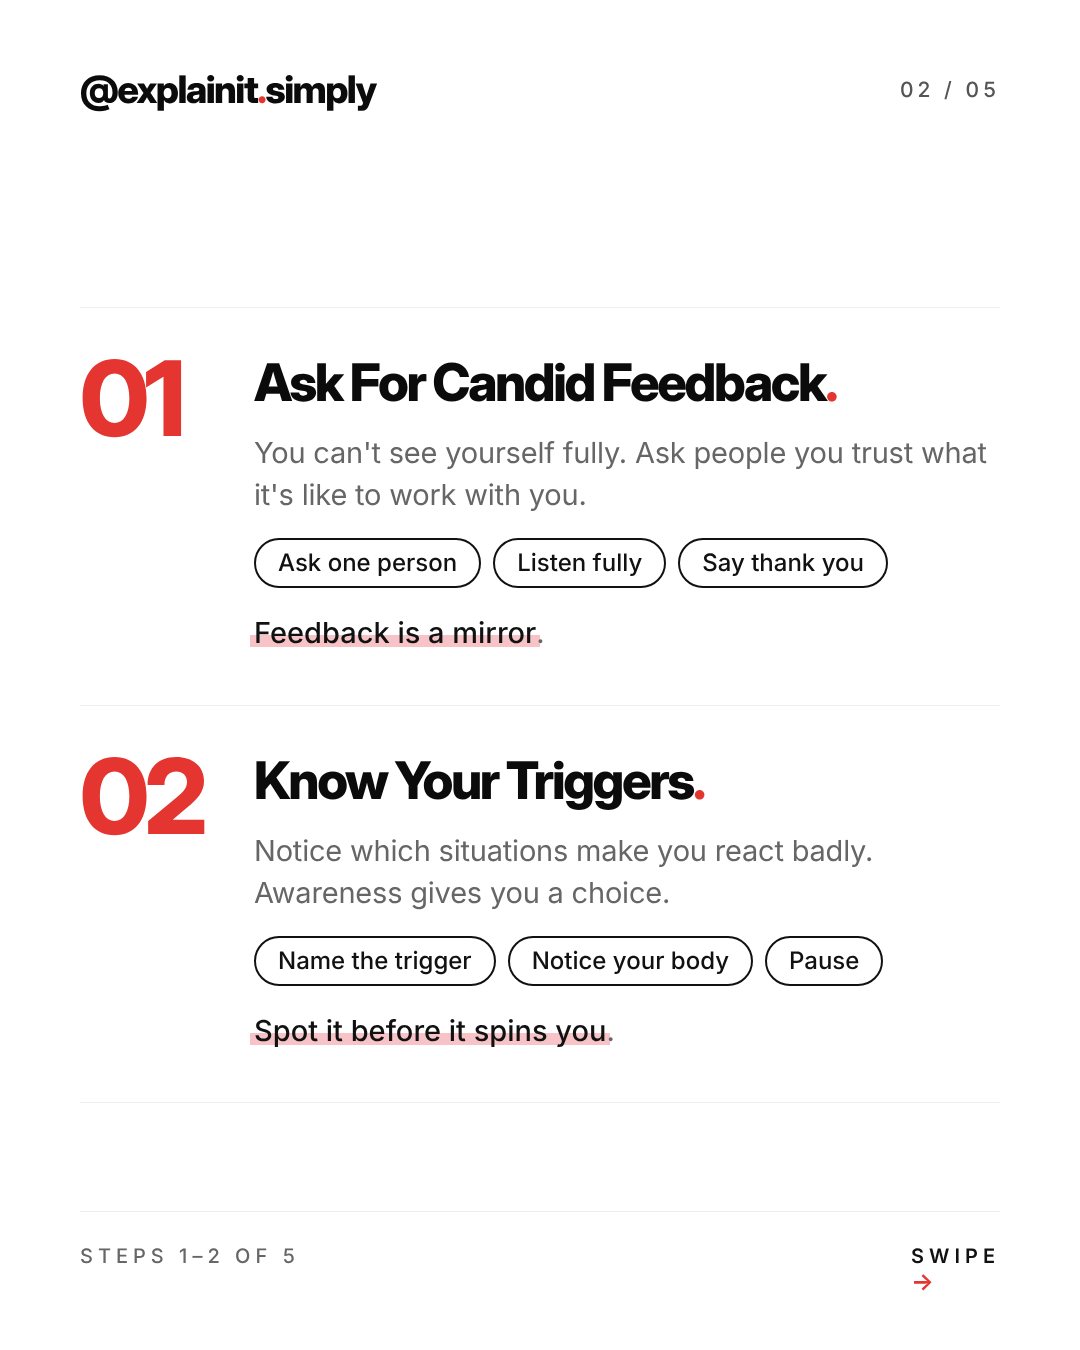 @explainit.simply
02 / 05
01
Ask For Candid Feedback.
You can't see yourself fully. Ask people you trust what
it's like to work with you.
Ask one person
Listen fully
Say thank you
Feedback is a mirror.
02
Know Your Triggers.
Notice which situations make you react badly.
Awareness gives you a choice.
Name the trigger
Notice your body
Pause
Spot it before it spins you.
STEPS 1–2 OF 5
SWIPE
→